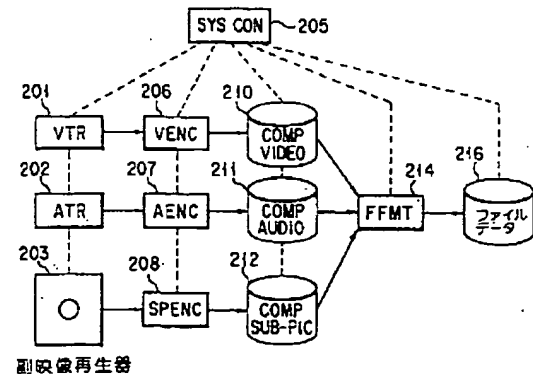 SYS CON
205
201
206
210
VTR
VENC
COMP
VIDEO
202
207
211
214
216
ATR
AENC
COMP
AUDIO
FFMT
ファイル
データ
203
208
212
SPENC
COMP
SUB-PIC
副映像再生器